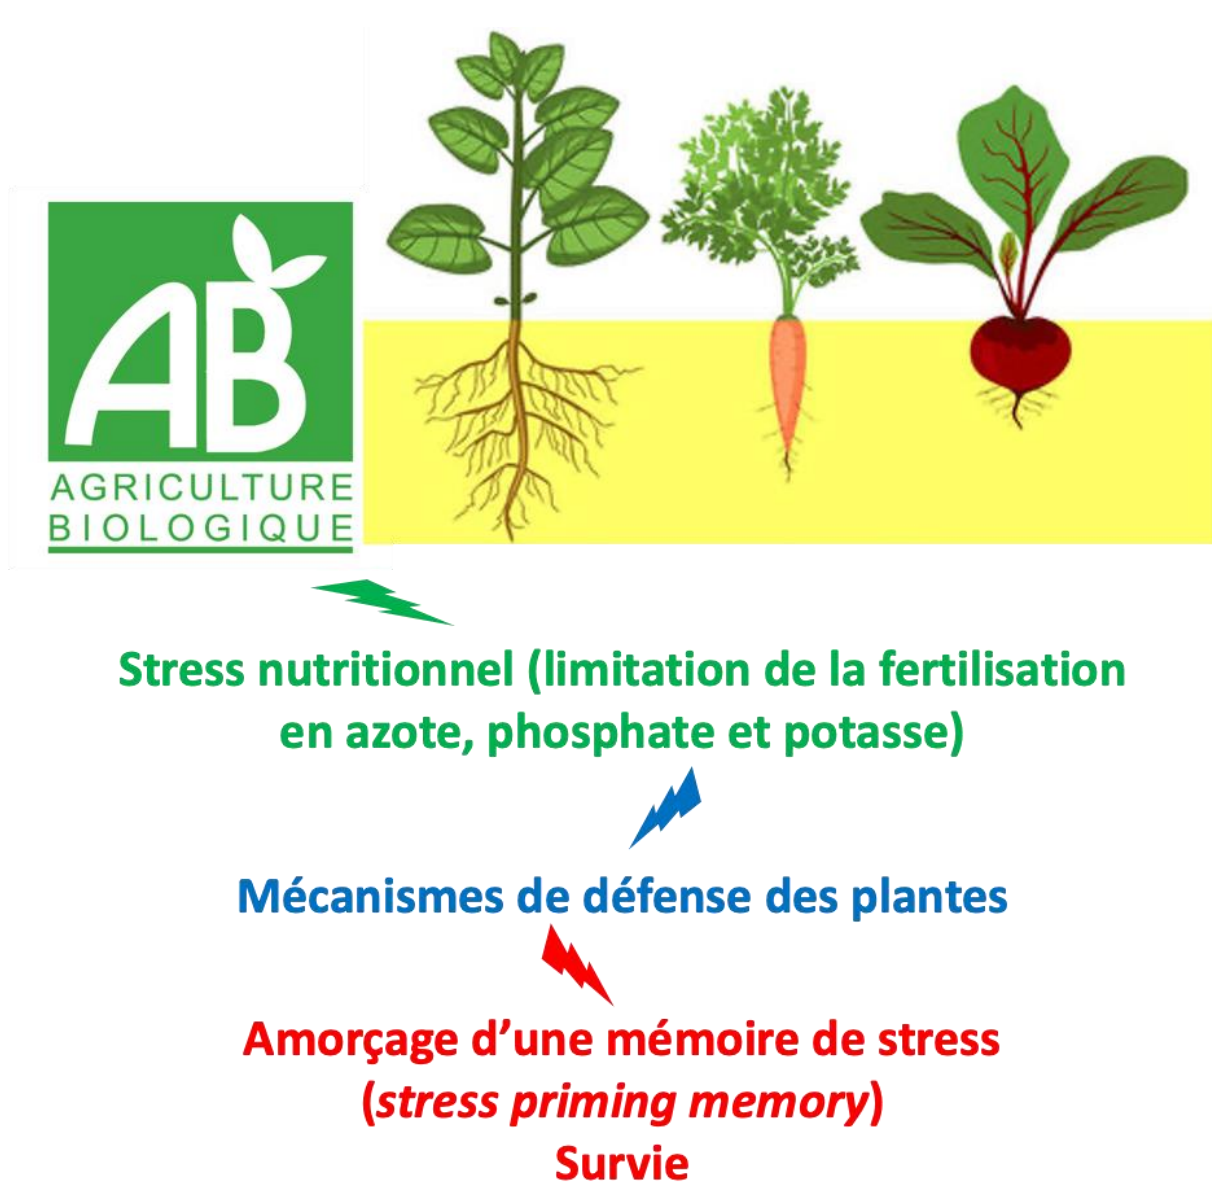 AB
AGRICULTURE
BIOLOGIQUE
Stress nutritionnel (limitation de la fertilisation
en azote, phosphate et potasse)
Mécanismes de défense des plantes
Amorçage d’une mémoire de stress
(stress priming memory)
Survie